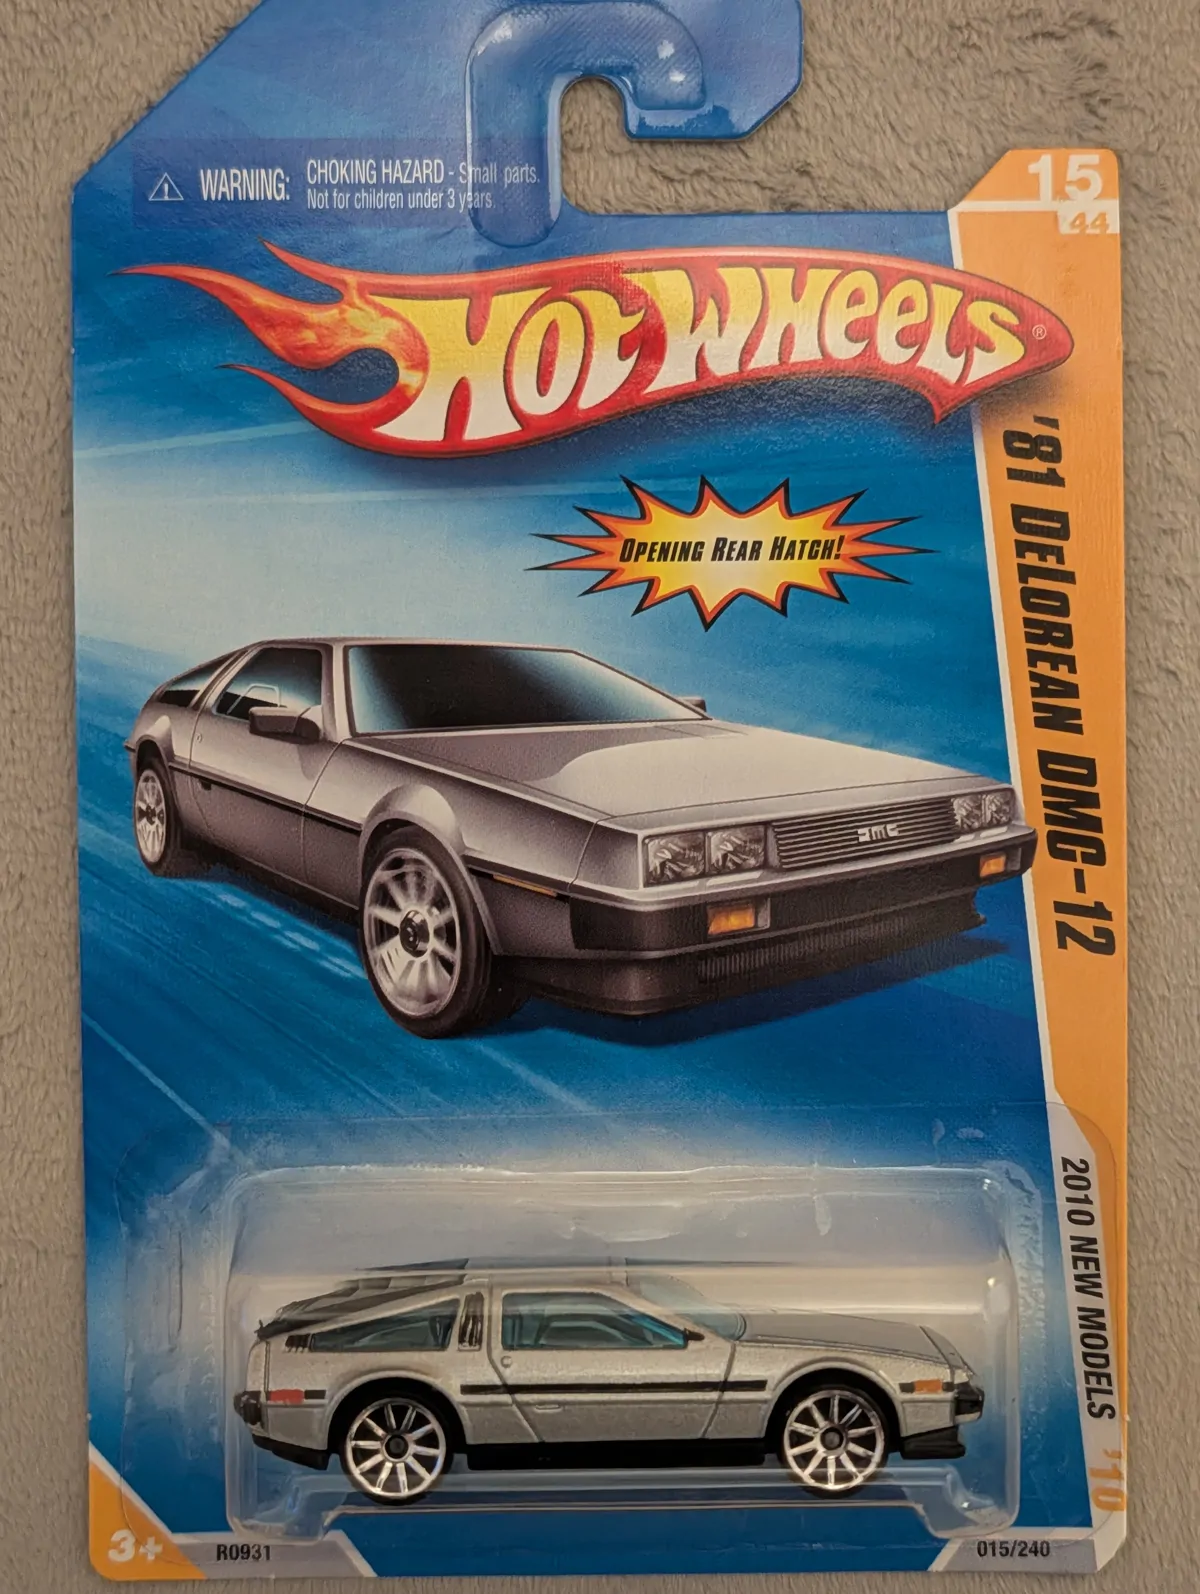 WARNING: CHOKING HAZARD - Small parts.
Not for children under 3 years.
15
44
HOT WHEELS®
OPENING REAR HATCH!
'81 DELOREAN DMC-12
DMC
2010 NEW MODELS
'10
3+
R0931
015/240